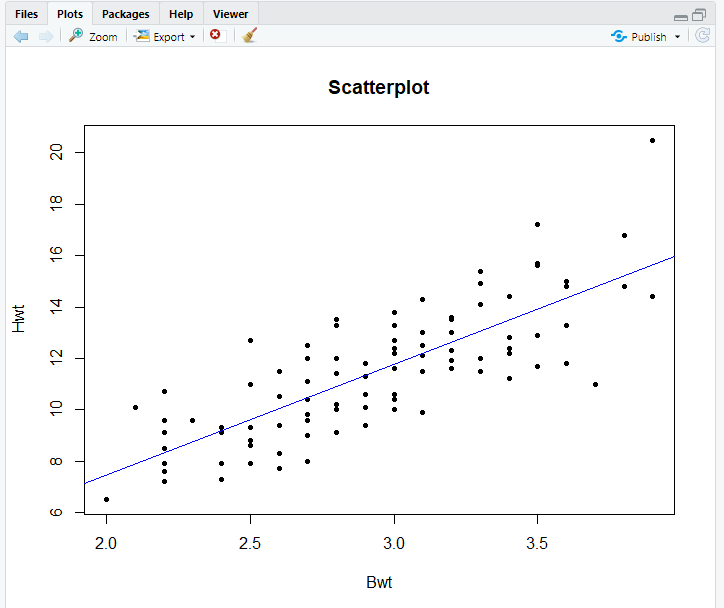 Files Plots Packages Help Viewer
Zoom Export Publish
Scatterplot
20
18
16
14
12
10
8
6
Hwt
2.0 2.5 3.0 3.5
Bwt